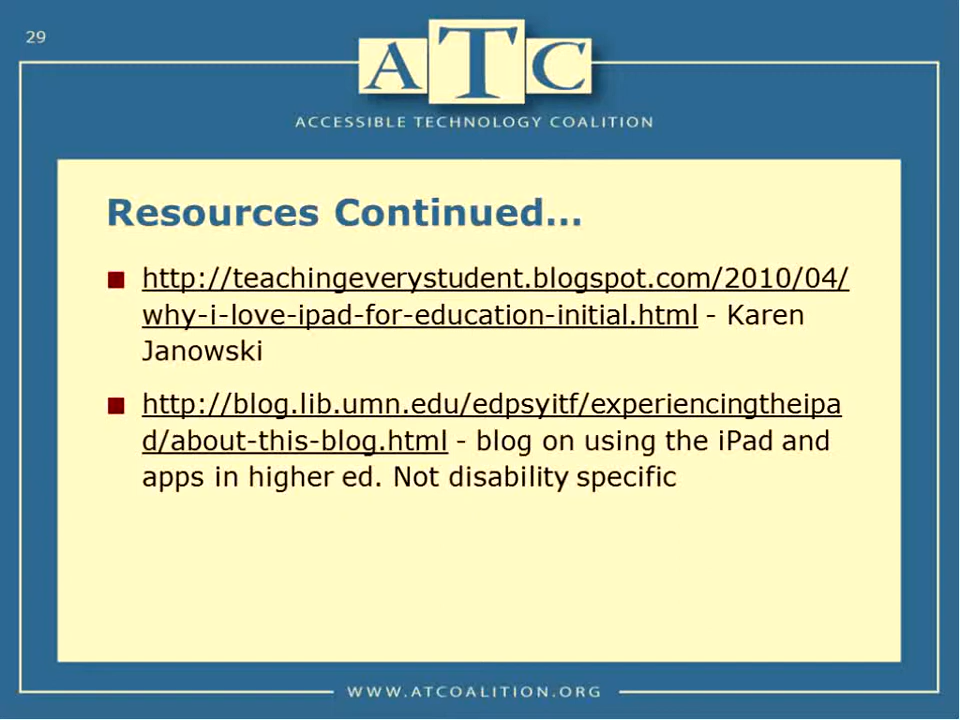 29
ATC
ACCESSIBLE TECHNOLOGY COALITION
Resources Continued...
■ http://teachingeverystudent.blogspot.com/2010/04/
why-i-love-ipad-for-education-initial.html - Karen
Janowski
■ http://blog.lib.umn.edu/edpsyitf/experiencingtheipa
d/about-this-blog.html - blog on using the iPad and
apps in higher ed. Not disability specific
WWW.ATCOALITION.ORG